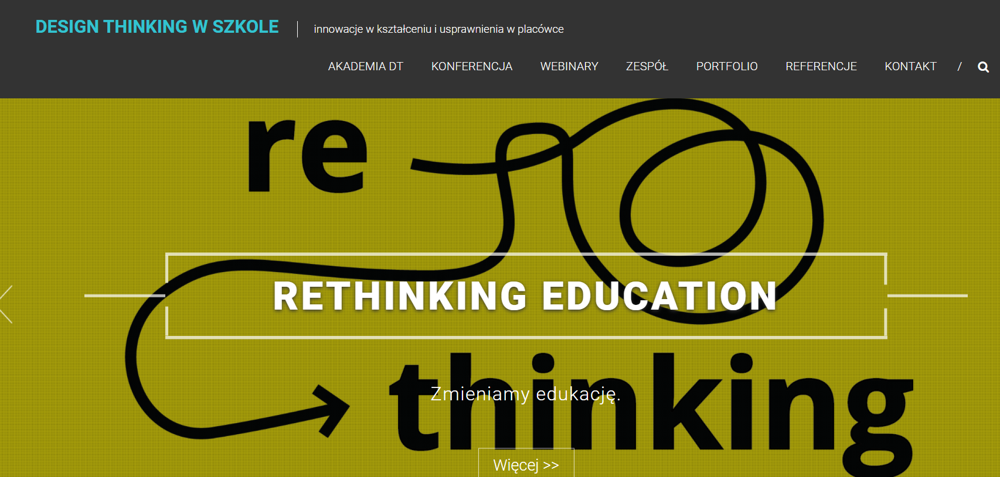 DESIGN THINKING W SZKOLE
innowacje w kształceniu i usprawnienia w placówce
AKADEMIA DT KONFERENCJA WEBINARY ZESPÓŁ PORTFOLIO REFERENCJE KONTAKT /
re
RETHINKING EDUCATION
thinking
Zmieniamy edukację.
Więcej >>